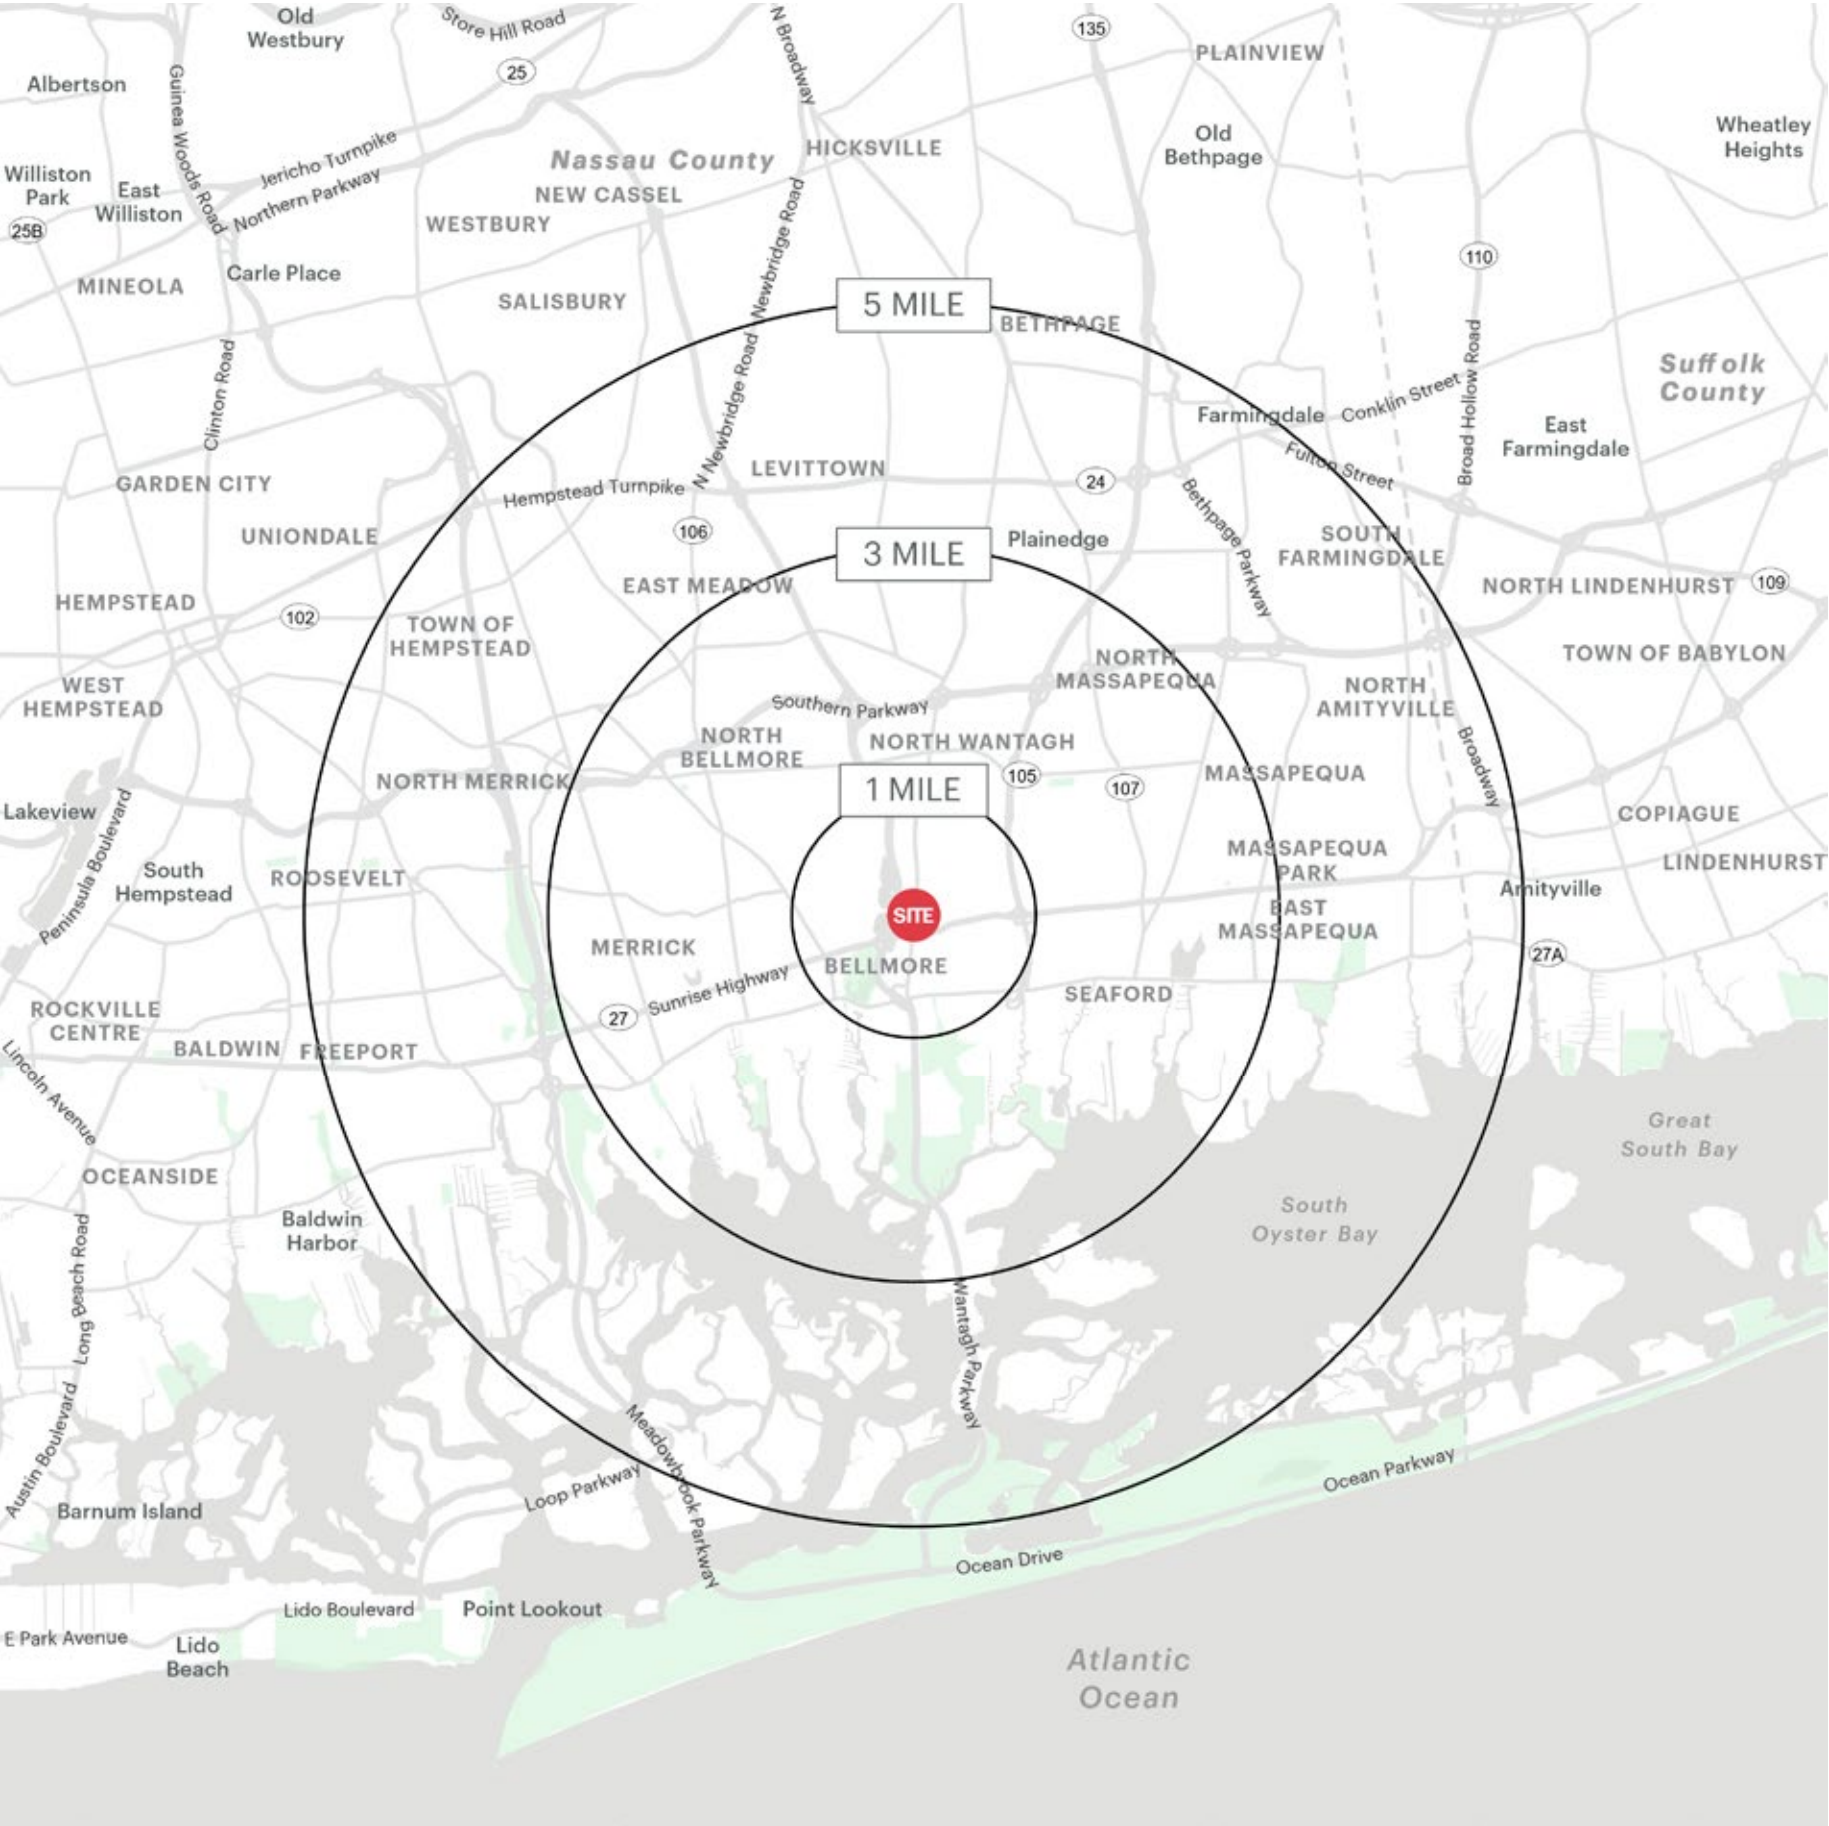 Old
Westbury
Store Hill Road
N Broadway
135
PLAINVIEW
25
Albertson
Guinea Woods Road
Jericho Turnpike
Northern Parkway
Nassau County
HICKSVILLE
Old
Bethpage
Wheatley
Heights
Williston
Park
East
Williston
NEW CASSEL
WESTBURY
25B
Newbridge Road
110
Carle Place
MINEOLA
SALISBURY
5 MILE
BETHPAGE
Clinton Road
N Newbridge Road
Broad Hollow Road
Suffolk
County
Farmingdale
Conklin Street
East
Farmingdale
Fulton Street
LEVITTOWN
24
GARDEN CITY
Hempstead Turnpike
106
Bethpage Parkway
UNIONDALE
3 MILE
Plainedge
SOUTH
FARMINGDALE
EAST MEADOW
NORTH LINDENHURST
109
HEMPSTEAD
102
TOWN OF
HEMPSTEAD
TOWN OF BABYLON
NORTH
MASSAPEQUA
WEST
HEMPSTEAD
NORTH
AMITYVILLE
Southern Parkway
NORTH
BELLMORE
NORTH WANTAGH
Broadway
NORTH MERRICK
105
107
MASSAPEQUA
1 MILE
Lakeview
Peninsula Boulevard
COPIAGUE
MASSAPEQUA
PARK
LINDENHURST
South
Hempstead
ROOSEVELT
Amityville
SITE
EAST
MASSAPEQUA
MERRICK
27A
BELLMORE
SEAFORD
Sunrise Highway
27
ROCKVILLE
CENTRE
BALDWIN
FREEPORT
Lincoln Avenue
Great
South Bay
OCEANSIDE
South
Oyster Bay
Baldwin
Harbor
Long Beach Road
Wantagh Parkway
Austin Boulevard
Meadowbrook Parkway
Loop Parkway
Ocean Parkway
Barnum Island
Ocean Drive
Lido Boulevard
Point Lookout
E Park Avenue
Lido
Beach
Atlantic
Ocean